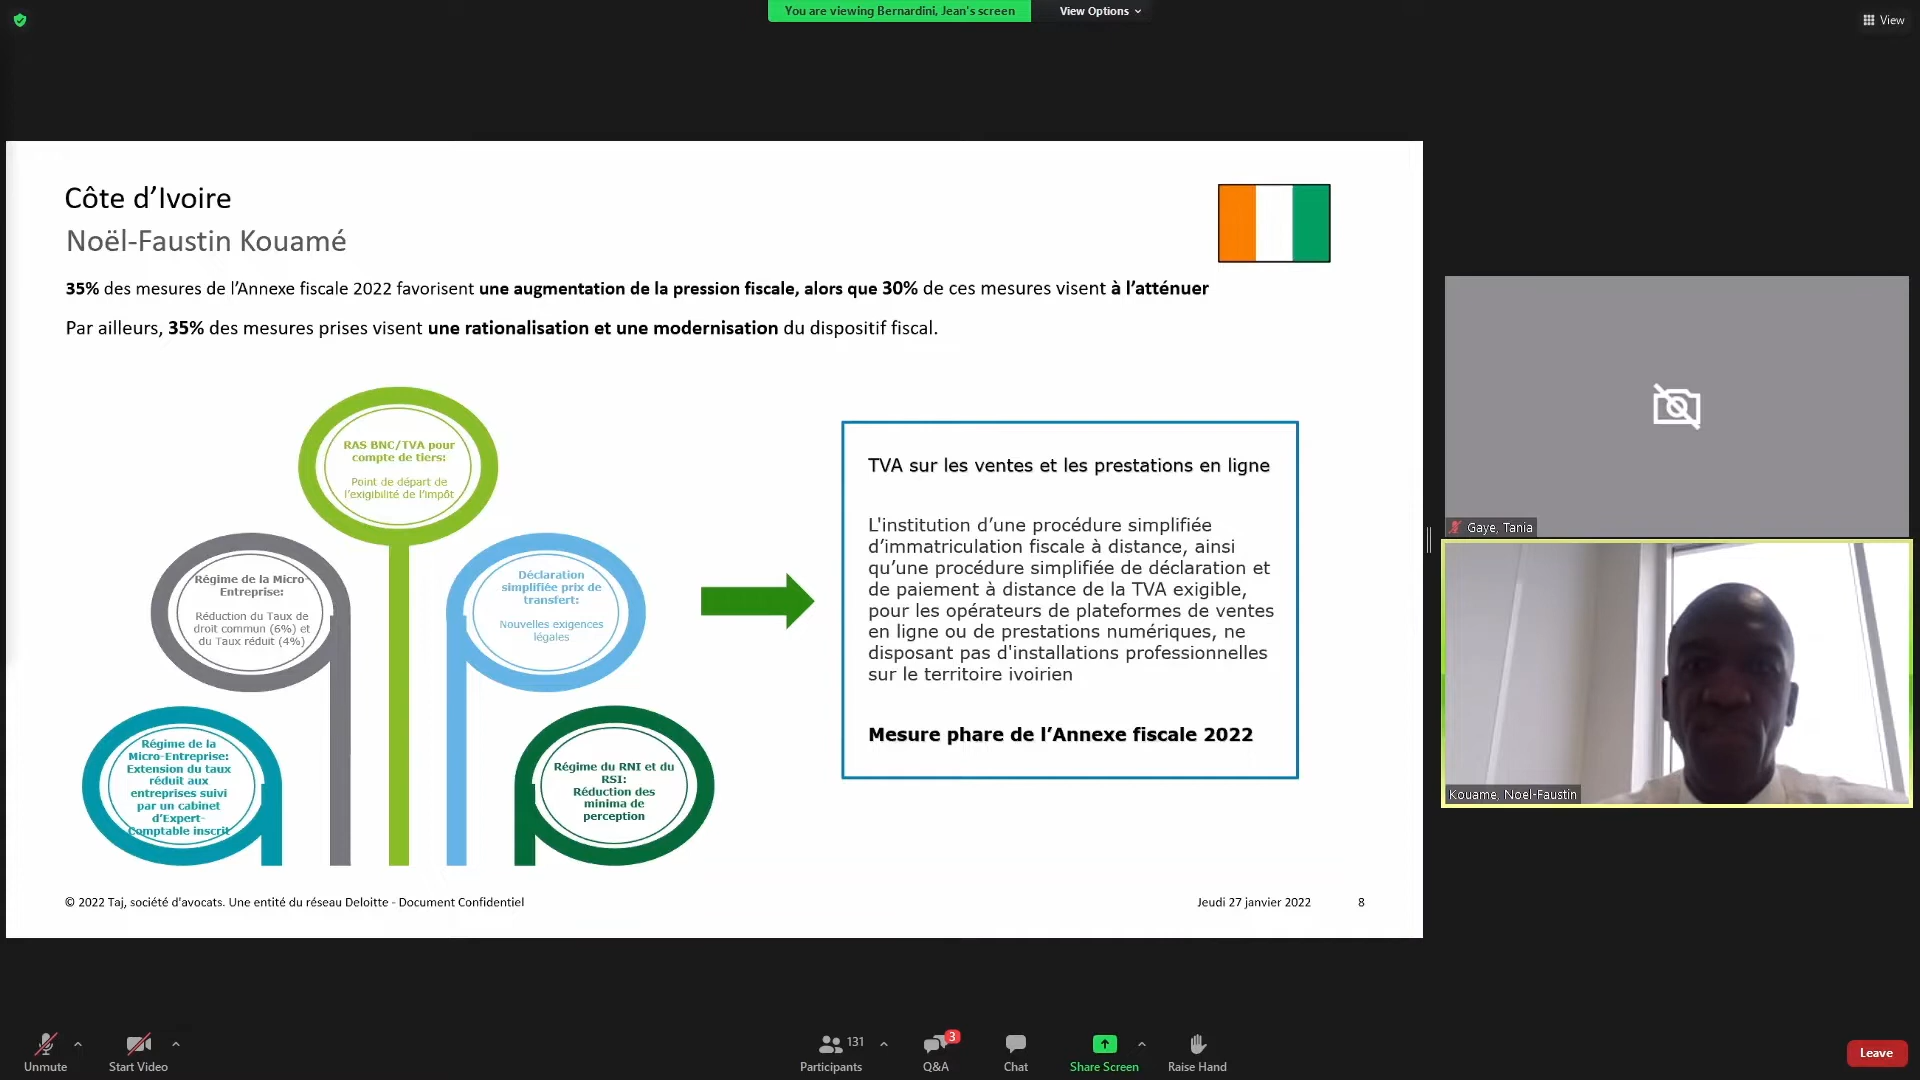 You are viewing Bernardini, Jean's screen
View Options
View
Côte d’Ivoire
Noël-Faustin Kouamé
35% des mesures de l’Annexe fiscale 2022 favorisent une augmentation de la pression fiscale, alors que 30% de ces mesures visent à l’atténuer
Par ailleurs, 35% des mesures prises visent une rationalisation et une modernisation du dispositif fiscal.
RAS BNC/TVA pour
compte de tiers:
Point de départ de
l’exigibilité de l’impôt
Régime de la Micro-
Entreprise:
Réduction du Taux de
droit commun (6%) et
du Taux réduit (4%)
Déclaration
simplifiée prix de
transfert:
Nouvelles exigences
légales
Régime de la
Micro-Entreprise:
Extension du taux
réduit aux
entreprises suivi
par un cabinet
d’Expert-
Comptable inscrit
Régime du RNI et du
RSI:
Réduction des
minima de
perception
TVA sur les ventes et les prestations en ligne
L'institution d’une procédure simplifiée
d’immatriculation fiscale à distance, ainsi
qu’une procédure simplifiée de déclaration et
de paiement à distance de la TVA exigible,
pour les opérateurs de plateformes de ventes
en ligne ou de prestations numériques, ne
disposant pas d'installations professionnelles
sur le territoire ivoirien
Mesure phare de l’Annexe fiscale 2022
© 2022 Taj, société d'avocats. Une entité du réseau Deloitte - Document Confidentiel
Jeudi 27 janvier 2022
8
Gaye, Tania
Kouame, Noel-Faustin
Unmute
Start Video
131
Participants
3
Q&A
Chat
Share Screen
Raise Hand
Leave